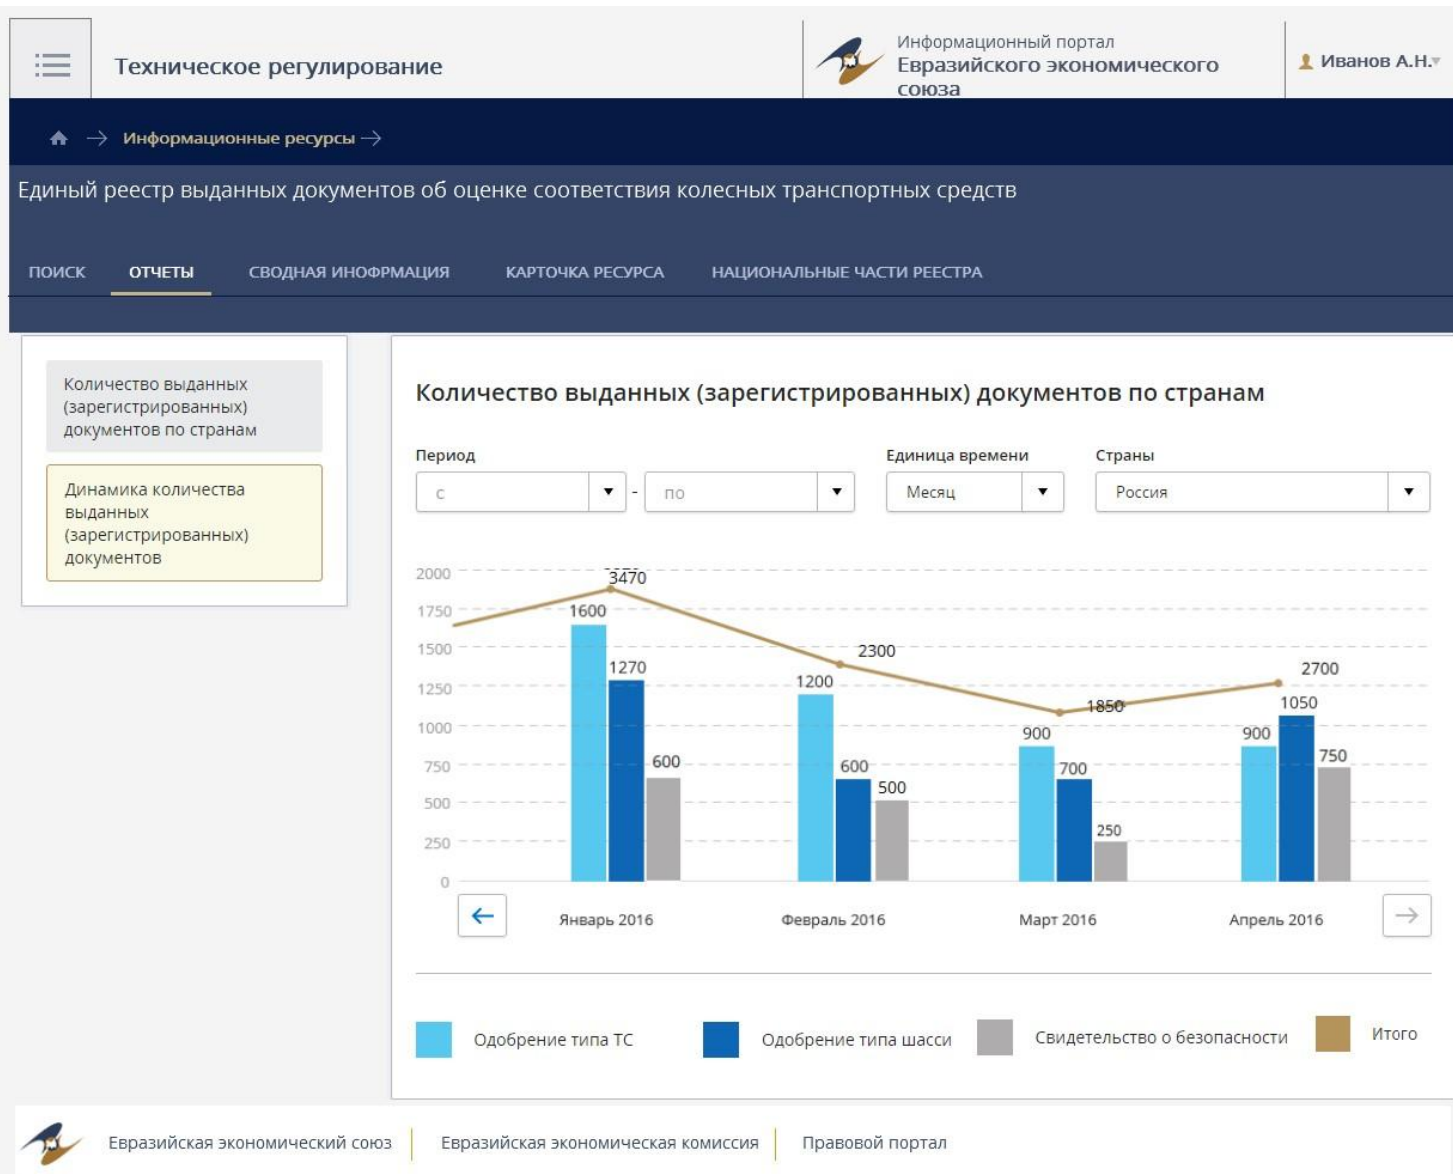 Техническое регулирование
Информационный портал
Евразийского экономического
союза
Иванов А.Н.
Информационные ресурсы
Единый реестр выданных документов об оценке соответствия колесных транспортных средств
ПОИСК ОТЧЕТЫ СВОДНАЯ ИНОФРМАЦИЯ КАРТОЧКА РЕСУРСА НАЦИОНАЛЬНЫЕ ЧАСТИ РЕЕСТРА
Количество выданных
(зарегистрированных)
документов по странам
Динамика количества
выданных
(зарегистрированных)
документов
Количество выданных (зарегистрированных) документов по странам
Период Единица времени Страны
с - по Месяц Россия
2000
1750
1500
1250
1000
750
500
250
0
3470
1600
1270
600
2300
1200
600
500
1850
900
700
250
2700
900
1050
750
Январь 2016 Февраль 2016 Март 2016 Апрель 2016
Одобрение типа ТС Одобрение типа шасси Свидетельство о безопасности Итого
Евразийская экономический союз Евразийская экономическая комиссия Правовой портал